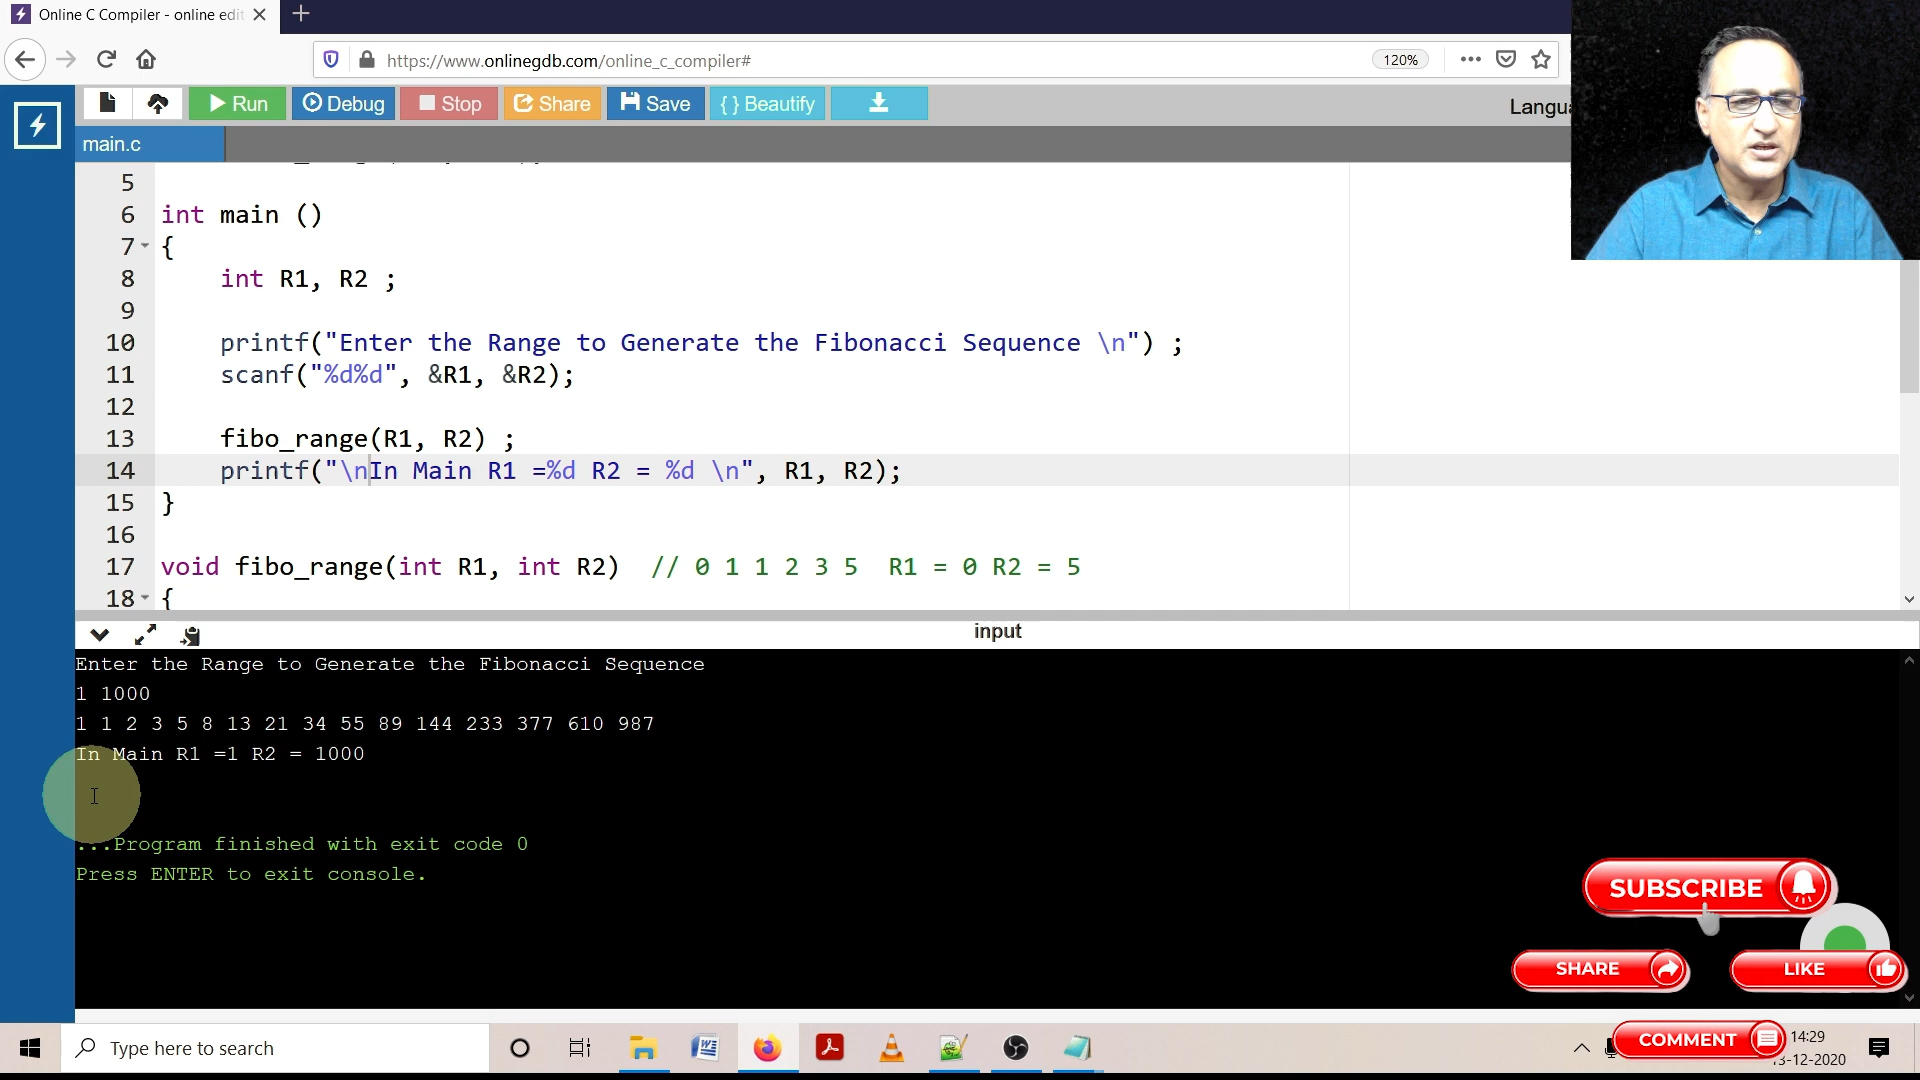 Online C Compiler - online edit
https://www.onlinegdb.com/online_c_compiler#
120%
Run
Debug
Stop
Share
Save
{ } Beautify
Langua
main.c
5
6 int main ()
7 {
8 int R1, R2 ;
9
10 printf("Enter the Range to Generate the Fibonacci Sequence \n") ;
11 scanf("%d%d", &R1, &R2);
12
13 fibo_range(R1, R2) ;
14 printf("\nIn Main R1 =%d R2 = %d \n", R1, R2);
15 }
16
17 void fibo_range(int R1, int R2) // 0 1 1 2 3 5 R1 = 0 R2 = 5
18 {
input
Enter the Range to Generate the Fibonacci Sequence
1 1000
1 1 2 3 5 8 13 21 34 55 89 144 233 377 610 987
In Main R1 =1 R2 = 1000
...Program finished with exit code 0
Press ENTER to exit console.
SUBSCRIBE
SHARE
LIKE
COMMENT
Type here to search
14:29
13-12-2020